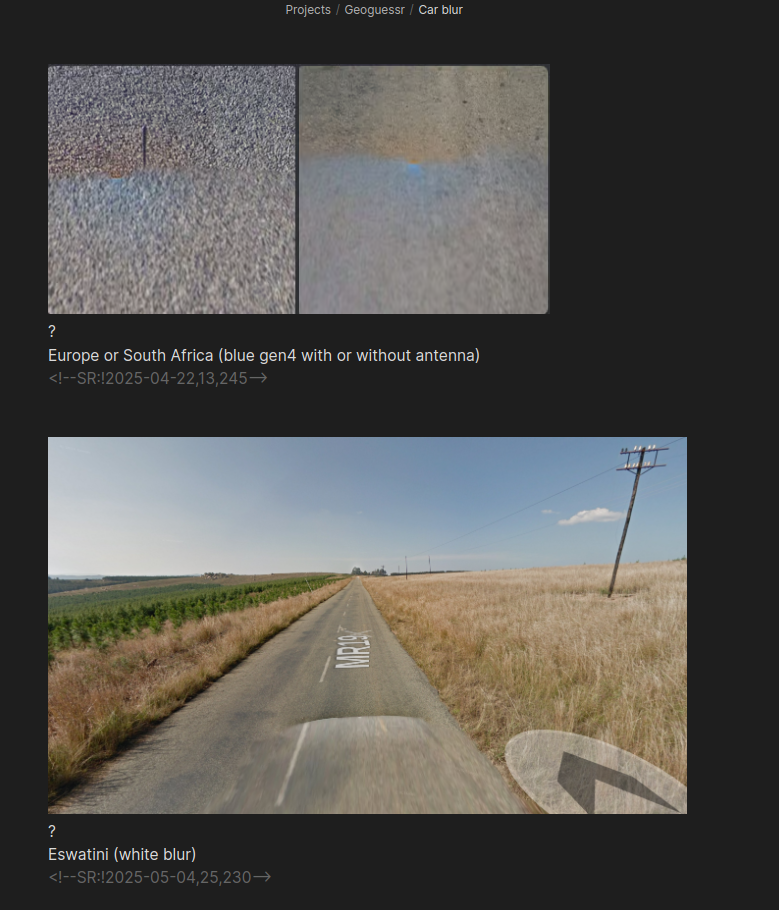 Projects / Geoguessr / Car blur
?
Europe or South Africa (blue gen4 with or without antenna)
<!--SR:!2025-04-22,13,245-->
MR19
?
Eswatini (white blur)
<!--SR:!2025-05-04,25,230-->